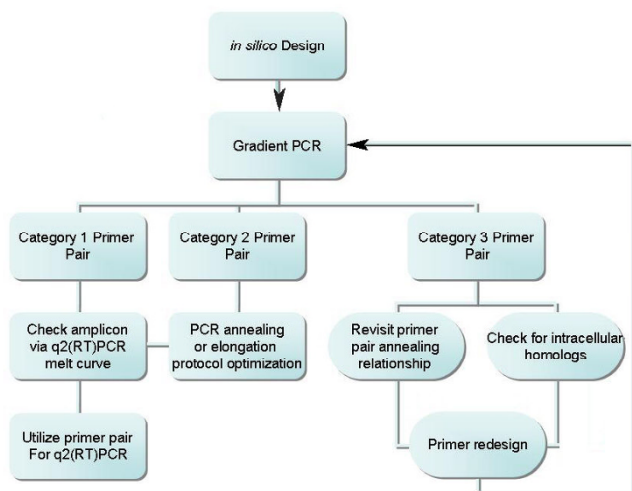 in silico Design
Gradient PCR
Category 1 Primer
Pair
Category 2 Primer
Pair
Category 3 Primer
Pair
Check amplicon
via q2(RT)PCR
melt curve
PCR annealing
or elongation
protocol optimization
Revisit primer
pair annealing
relationship
Check for intracellular
homologs
Utilize primer pair
For q2(RT)PCR
Primer redesign